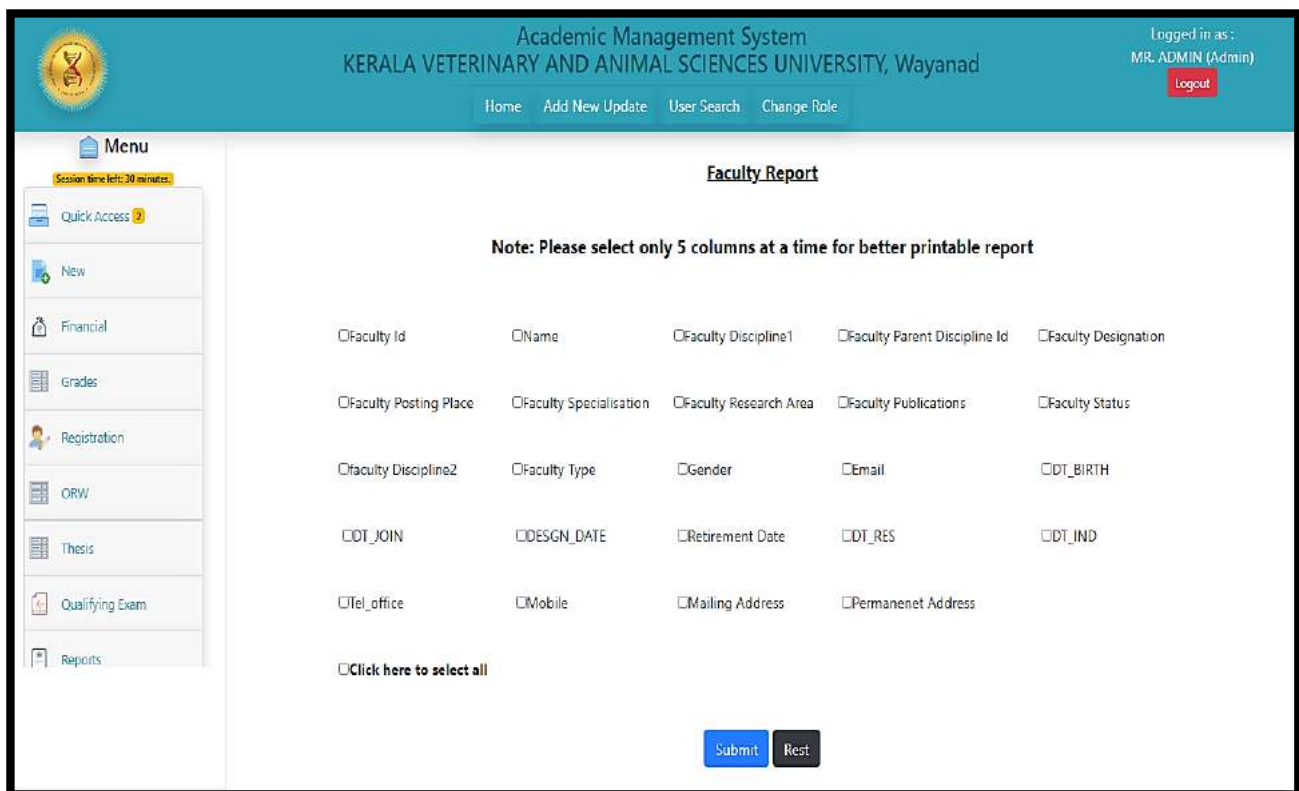 Academic Management System
KERALA VETERINARY AND ANIMAL SCIENCES UNIVERSITY, Wayanad
Logged in as :
MR. ADMIN (Admin)
Logout
Home Add New Update User Search Change Role
Menu
Session time left: 30 minutes.
Quick Access 2
New
Financial
Grades
Registration
ORW
Thesis
Qualifying Exam
Reports
Faculty Report
Note: Please select only 5 columns at a time for better printable report
Faculty Id Name Faculty Discipline1 Faculty Parent Discipline Id Faculty Designation
Faculty Posting Place Faculty Specialisation Faculty Research Area Faculty Publications Faculty Status
faculty Discipline2 Faculty Type Gender Email DT_BIRTH
DT_JOIN DESGN_DATE Retirement Date DT_RES DT_IND
Tel_office Mobile Mailing Address Permanenet Address
Click here to select all
Submit Rest